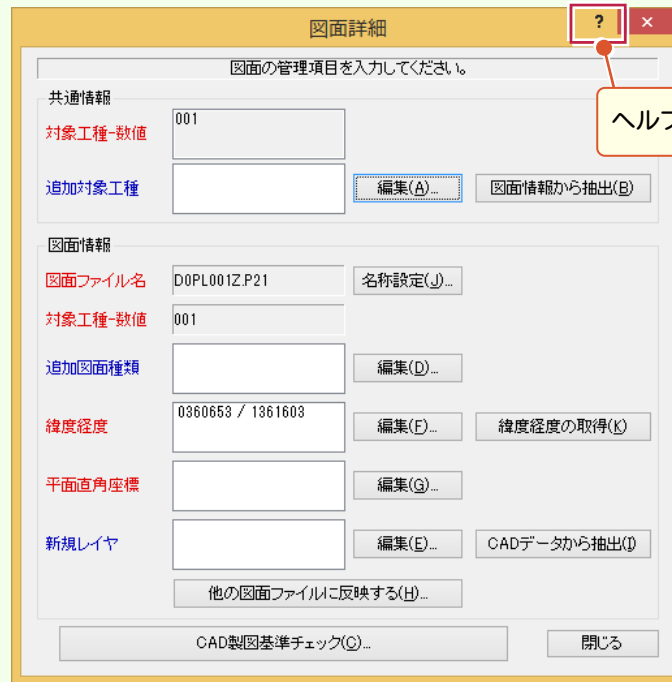 図面詳細
? ×
図面の管理項目を入力してください。
共通情報
対象工種-数値 001
ヘル
追加対象工種 編集(A)... 図面情報から抽出(B)
図面情報
図面ファイル名 D0PL001Z.P21 名称設定(J)...
対象工種-数値 001
追加図面種類 編集(D)...
緯度経度 0360653 / 1361603 編集(F)... 緯度経度の取得(K)
平面直角座標 編集(G)...
新規レイヤ 編集(E)... CADデータから抽出(I)
他の図面ファイルに反映する(H)...
CAD製図基準チェック(C)... 閉じる